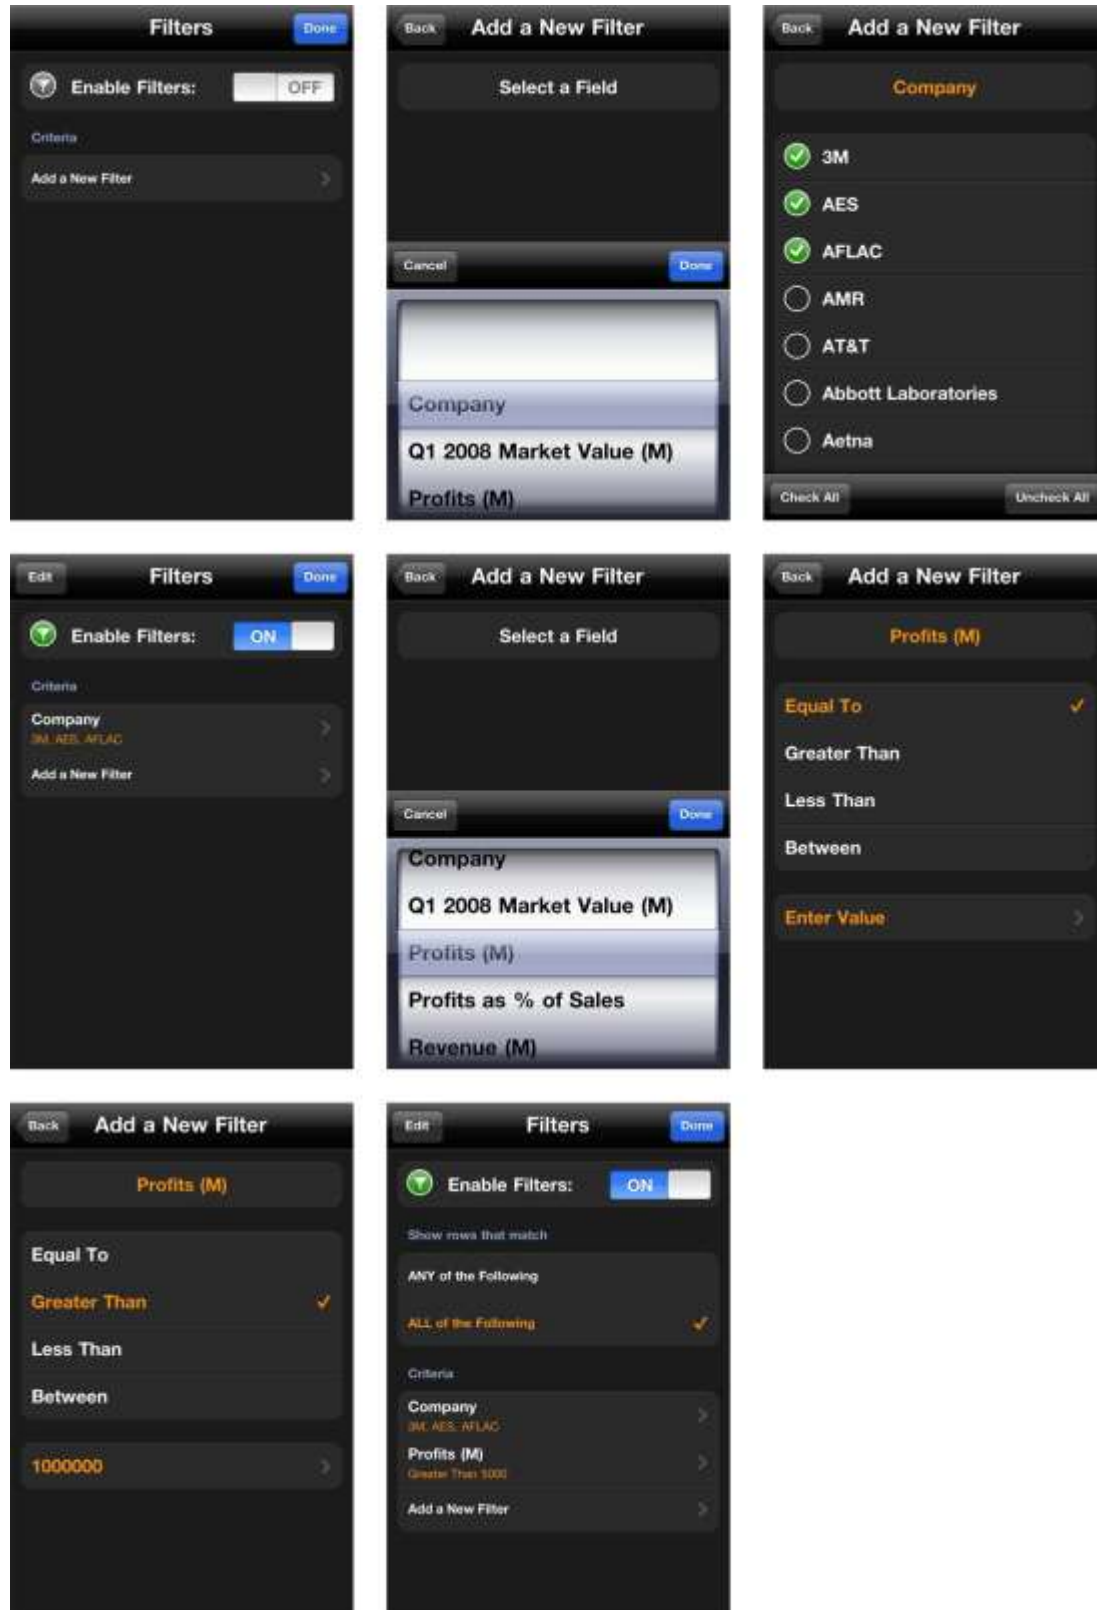 Filters
Done
Enable Filters:
OFF
Criteria
Add a New Filter
Back
Add a New Filter
Select a Field
Cancel
Done
Company
Q1 2008 Market Value (M)
Profits (M)
Back
Add a New Filter
Company
3M
AES
AFLAC
AMR
AT&T
Abbott Laboratories
Aetna
Check All
Uncheck All
Edit
Filters
Done
Enable Filters:
ON
Criteria
Company
3M, AES, AFLAC
Add a New Filter
Back
Add a New Filter
Select a Field
Cancel
Done
Company
Q1 2008 Market Value (M)
Profits (M)
Profits as % of Sales
Revenue (M)
Back
Add a New Filter
Profits (M)
Equal To
Greater Than
Less Than
Between
Enter Value
Back
Add a New Filter
Profits (M)
Equal To
Greater Than
Less Than
Between
1000000
Edit
Filters
Done
Enable Filters:
ON
Show rows that match
ANY of the Following
ALL of the Following
Criteria
Company
3M, AES, AFLAC
Profits (M)
Greater Than 5000
Add a New Filter